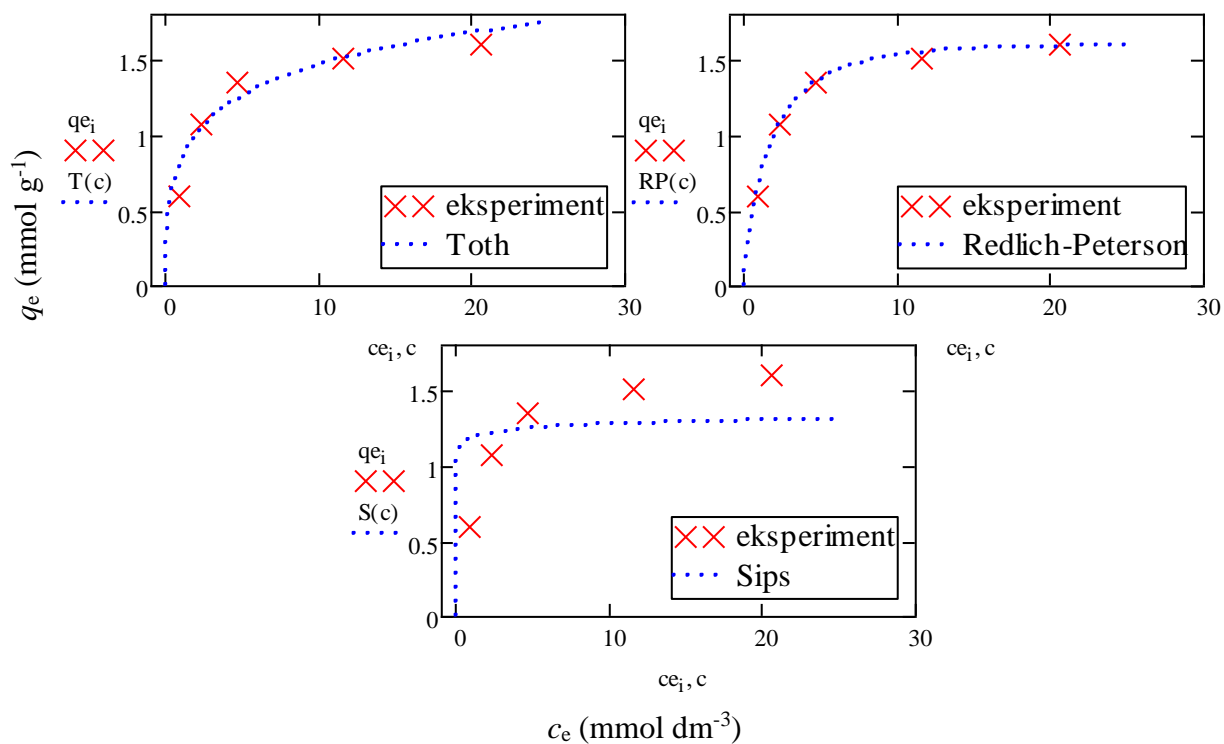 q_e (mmol g⁻¹)
1.5
1
0.5
0
qe_i
T(c)
eksperiment
Toth
0 10 20 30
ce_i, c
1.5
1
0.5
0
qe_i
RP(c)
eksperiment
Redlich-Peterson
0 10 20 30
ce_i, c
1.5
1
0.5
0
qe_i
S(c)
eksperiment
Sips
0 10 20 30
ce_i, c
c_e (mmol dm⁻³)